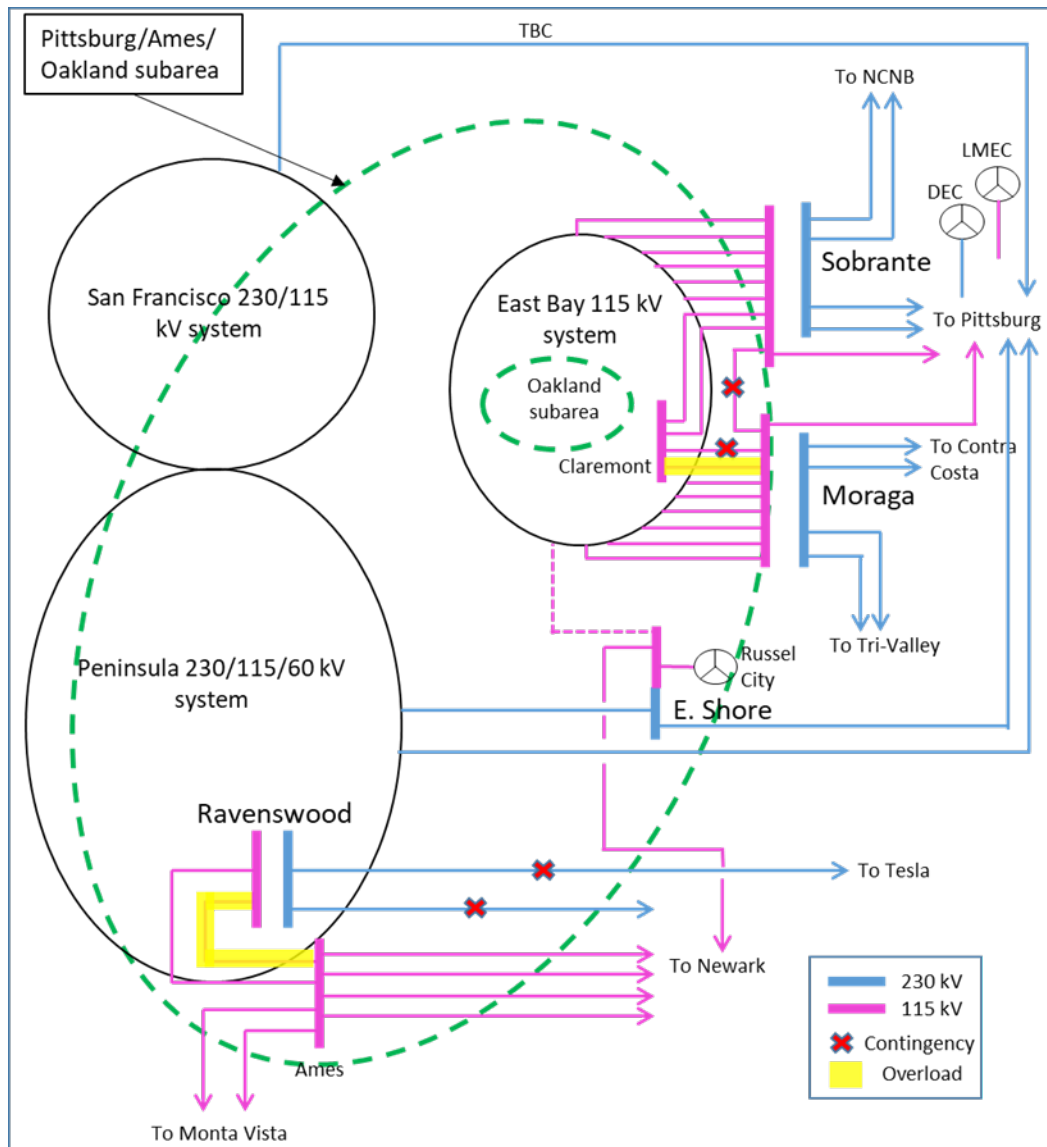 Pittsburg/Ames/
Oakland subarea
TBC
To NCNB
LMEC
DEC
San Francisco 230/115
kV system
East Bay 115 kV
system
Sobrante
To Pittsburg
Oakland
subarea
Claremont
To Contra
Costa
Moraga
To Tri-Valley
Russel
City
E. Shore
Peninsula 230/115/60 kV
system
Ravenswood
To Tesla
To Newark
Ames
To Monta Vista
230 kV
115 kV
Contingency
Overload